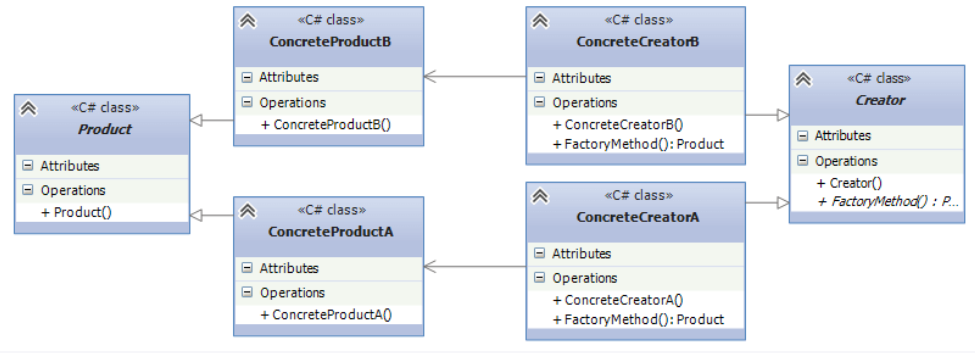 «C# class»
Product
Attributes
Operations
+ Product()
«C# class»
ConcreteProductB
Attributes
Operations
+ ConcreteProductB()
«C# class»
ConcreteProductA
Attributes
Operations
+ ConcreteProductA()
«C# class»
ConcreteCreatorB
Attributes
Operations
+ ConcreteCreatorB()
+ FactoryMethod(): Product
«C# class»
ConcreteCreatorA
Attributes
Operations
+ ConcreteCreatorA()
+ FactoryMethod(): Product
«C# class»
Creator
Attributes
Operations
+ Creator()
+ FactoryMethod() : P...